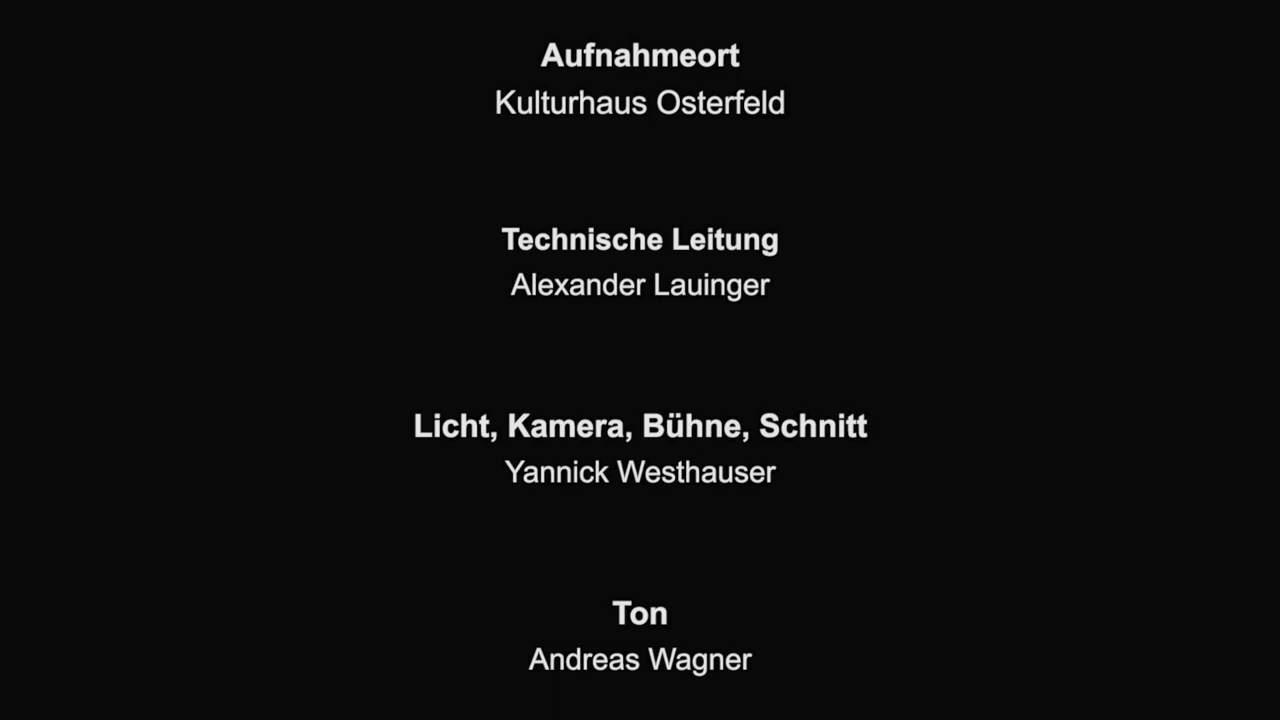 Aufnahmeort
Kulturhaus Osterfeld
Technische Leitung
Alexander Lauinger
Licht, Kamera, Bühne, Schnitt
Yannick Westhauser
Ton
Andreas Wagner